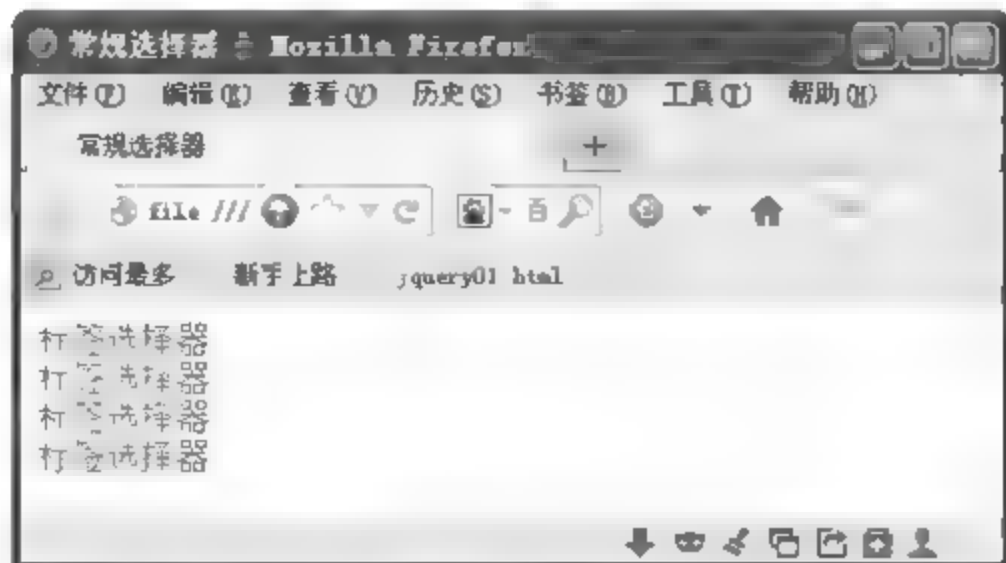 常规选择器 - Mozilla Firefox
文件(F) 编辑(E) 查看(V) 历史(S) 书签(B) 工具(T) 帮助(H)
常规选择器 +
file ///
百
访问最多 新手上路 jquery01 html
标签选择器
标签选择器
标签选择器
标签选择器